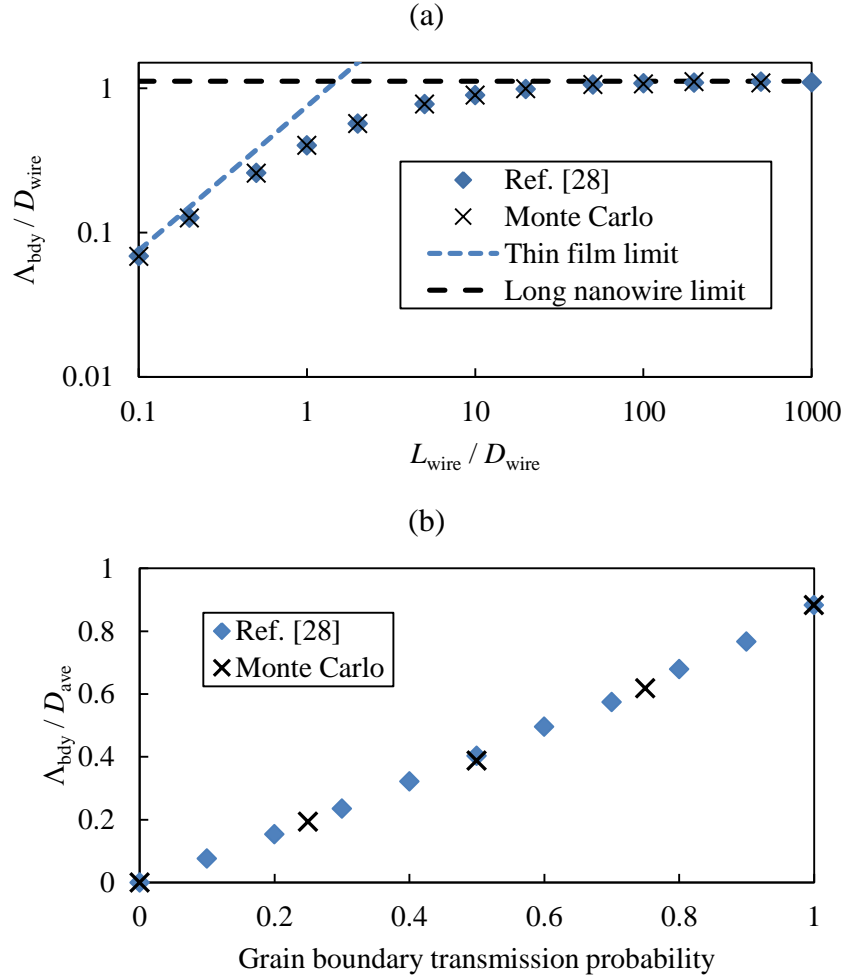 (a)
1
0.1
0.01
Λbdy / Dwire
Ref. [28]
Monte Carlo
Thin film limit
Long nanowire limit
0.1 1 10 100 1000
Lwire / Dwire
(b)
1
0.8
0.6
0.4
0.2
0
Λbdy / Dave
Ref. [28]
Monte Carlo
0 0.2 0.4 0.6 0.8 1
Grain boundary transmission probability